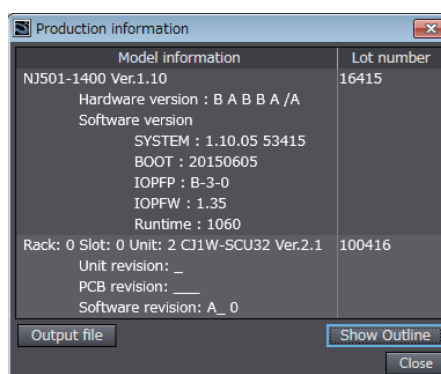 Production information
Model information Lot number
NJ501-1400 Ver.1.10 16415
Hardware version : B A B B A /A
Software version
SYSTEM : 1.10.05 53415
BOOT : 20150605
IOPFP : B-3-0
IOPFW : 1.35
Runtime : 1060
Rack: 0 Slot: 0 Unit: 2 CJ1W-SCU32 Ver.2.1 100416
Unit revision: _
PCB revision: ___
Software revision: A_ 0
Output file Show Outline
Close